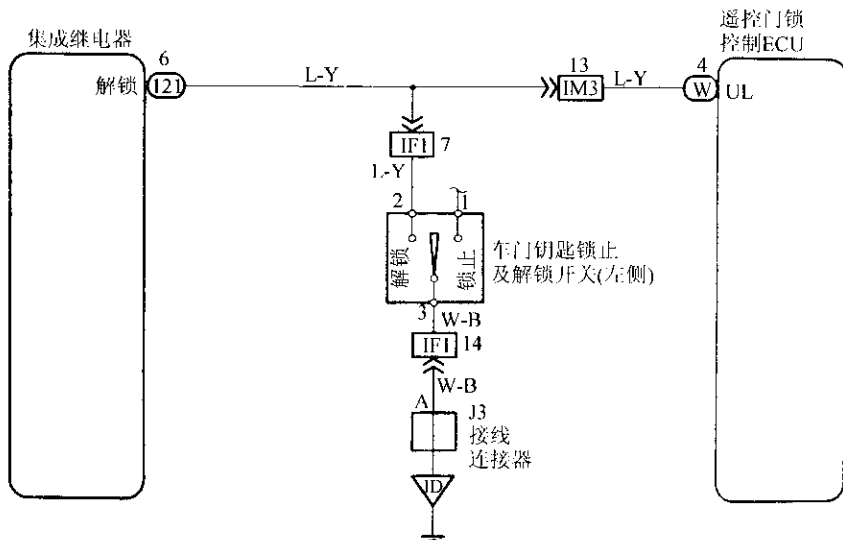 集成继电器
遥控门锁
控制ECU
6
13
4
解锁
121
L-Y
IM3
L-Y
W
UL
IF1
7
L-Y
2
1
解锁
锁止
车门钥匙锁止
及解锁开关(左侧)
3
W-B
IF1
14
W-B
A
J3
接线
连接器
JD